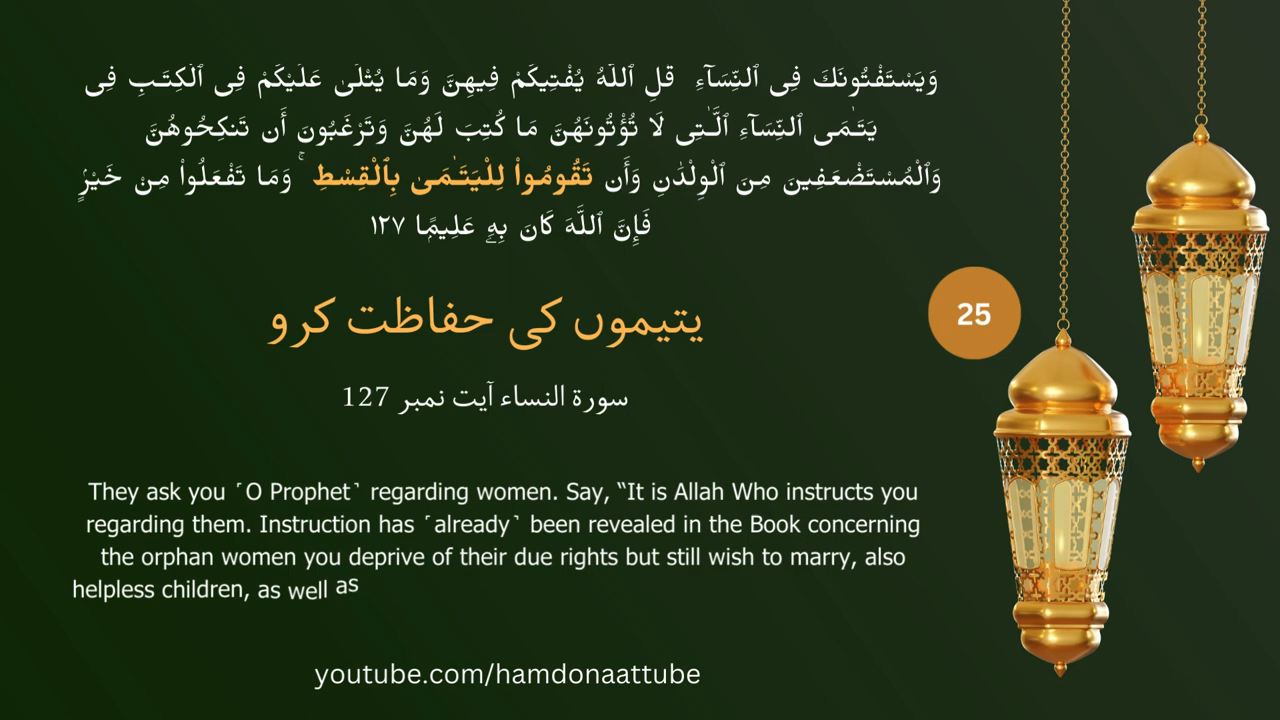 وَيَسْتَفْتُونَكَ فِى ٱلنِّسَآءِ قُلِ ٱللَّهُ يُفْتِيكُمْ فِيهِنَّ وَمَا يُتْلَىٰ عَلَيْكُمْ فِى ٱلْكِتَـٰبِ فِى
يَتَـٰمَى ٱلنِّسَآءِ ٱلَّـٰتِى لَا تُؤْتُونَهُنَّ مَا كُتِبَ لَهُنَّ وَتَرْغَبُونَ أَن تَنكِحُوهُنَّ
وَٱلْمُسْتَضْعَفِينَ مِنَ ٱلْوِلْدَٰنِ وَأَن تَقُومُوا۟ لِلْيَتَـٰمَىٰ بِٱلْقِسْطِ ۚ وَمَا تَفْعَلُوا۟ مِنْ خَيْرٍۢ
فَإِنَّ ٱللَّهَ كَانَ بِهِۦ عَلِيمًۭا ١٢٧
یتیموں کی حفاظت کرو
25
سورة النساء آیت نمبر 127
They ask you ˹O Prophet˺ regarding women. Say, “It is Allah Who instructs you
regarding them. Instruction has ˹already˺ been revealed in the Book concerning
the orphan women you deprive of their due rights but still wish to marry, also
helpless children, as well as
youtube.com/hamdonaattube